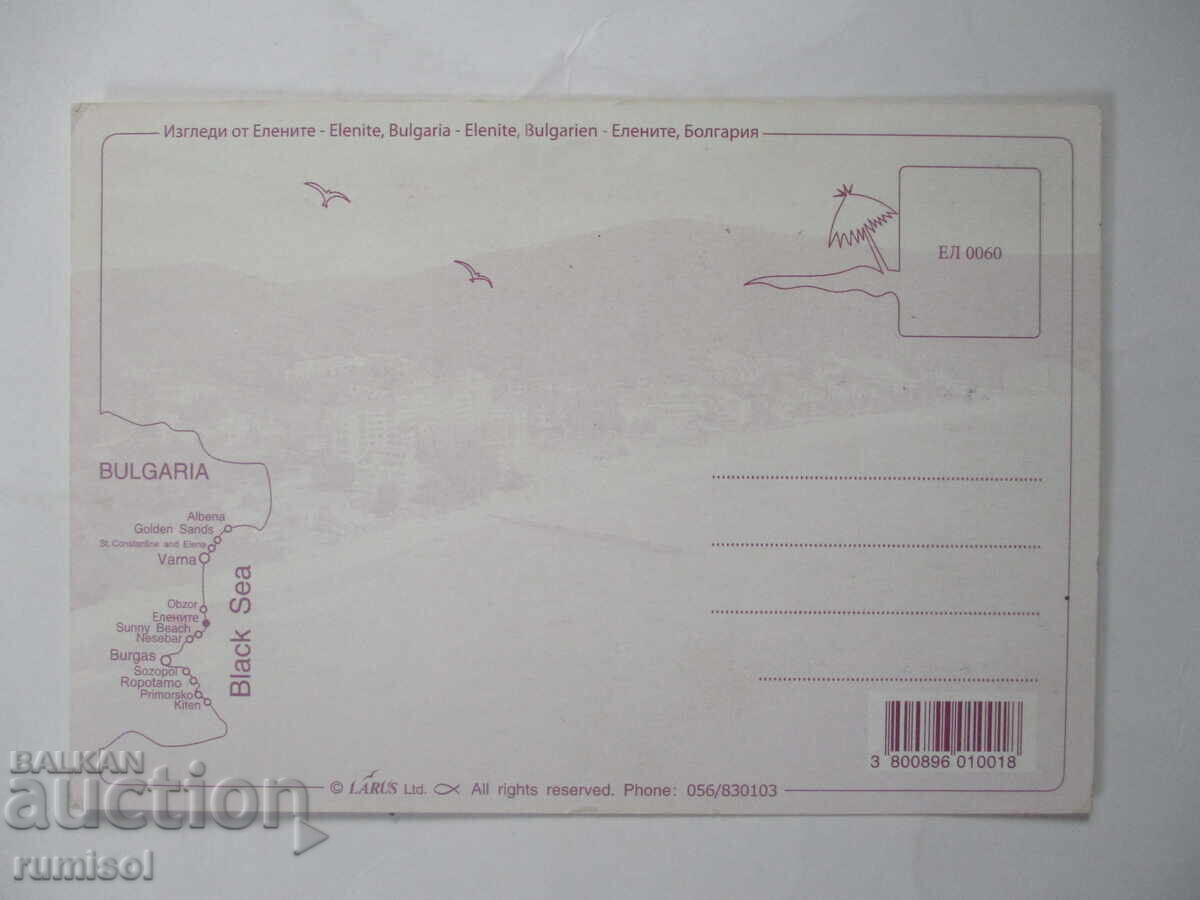 Изгледи от Елените - Elenite, Bulgaria - Elenite, Bulgarien - Елените, Болгария
ЕЛ 0060
BULGARIA
Albena
Golden Sands
St. Constantine and Elena
Varna
Obzor
Елените
Sunny Beach
Nesebar
Burgas
Sozopol
Ropotamo
Primorsko
Kiten
Black Sea
3 800896 010018
© LARUS Ltd. All rights reserved. Phone: 056/830103
BALKAN
auction
rumisol